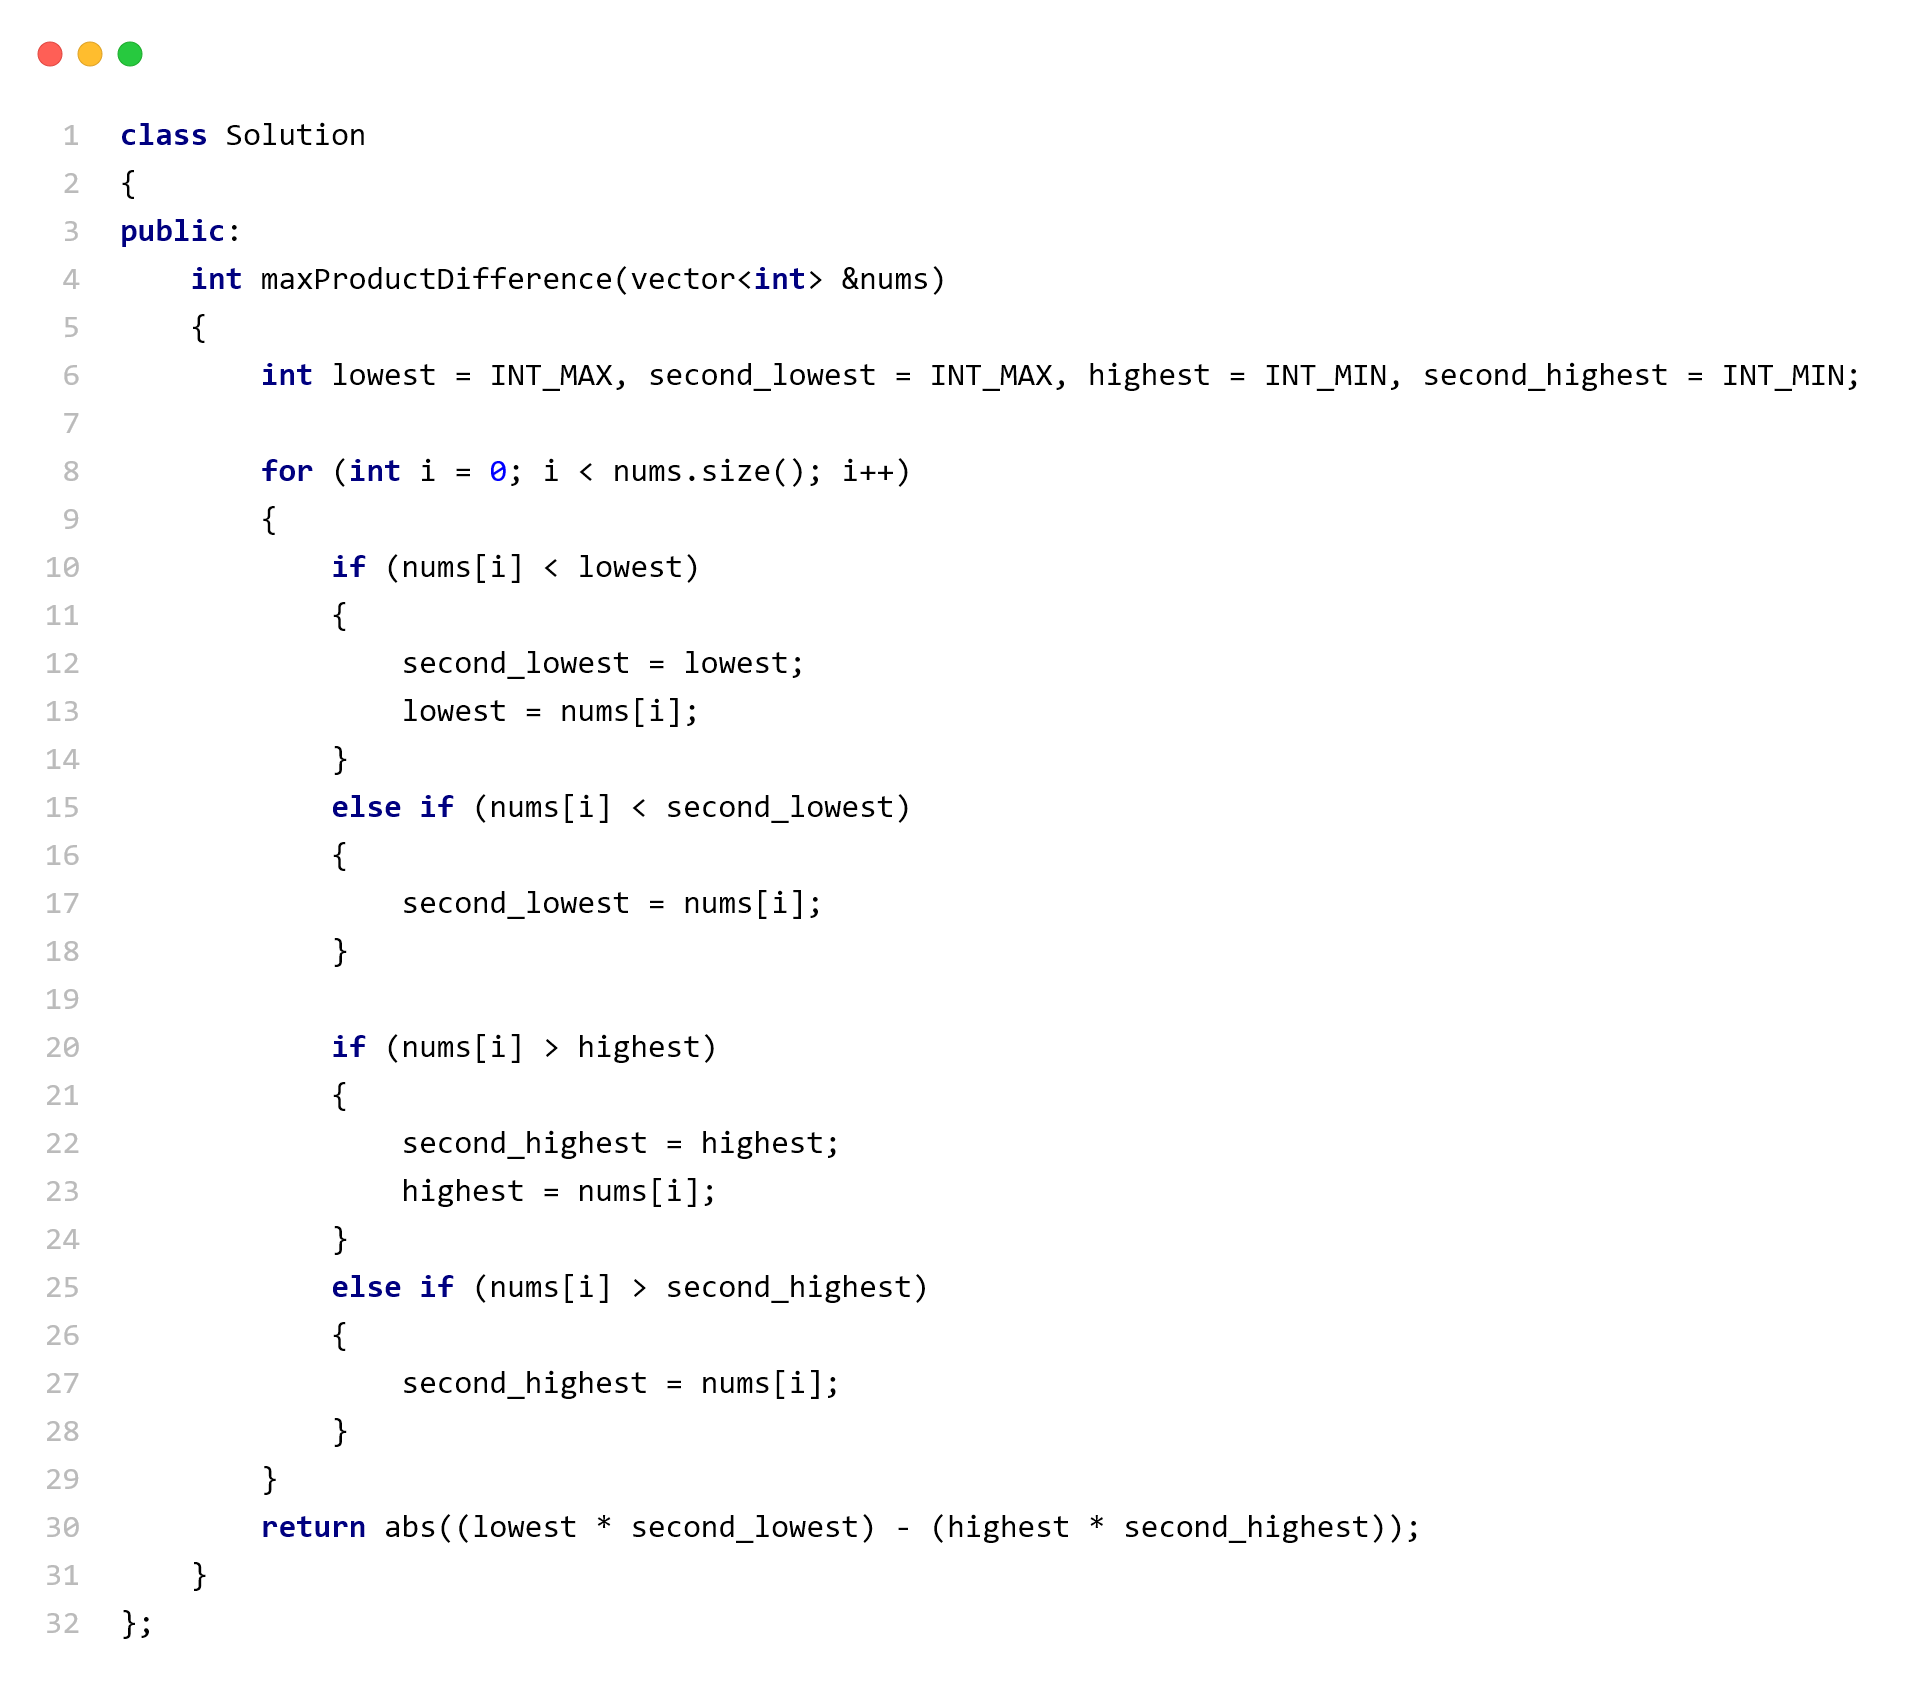 1 class Solution
2 {
3 public:
4     int maxProductDifference(vector<int> &nums)
5     {
6         int lowest = INT_MAX, second_lowest = INT_MAX, highest = INT_MIN, second_highest = INT_MIN;
7
8         for (int i = 0; i < nums.size(); i++)
9         {
10             if (nums[i] < lowest)
11             {
12                 second_lowest = lowest;
13                 lowest = nums[i];
14             }
15             else if (nums[i] < second_lowest)
16             {
17                 second_lowest = nums[i];
18             }
19
20             if (nums[i] > highest)
21             {
22                 second_highest = highest;
23                 highest = nums[i];
24             }
25             else if (nums[i] > second_highest)
26             {
27                 second_highest = nums[i];
28             }
29         }
30         return abs((lowest * second_lowest) - (highest * second_highest));
31     }
32 };